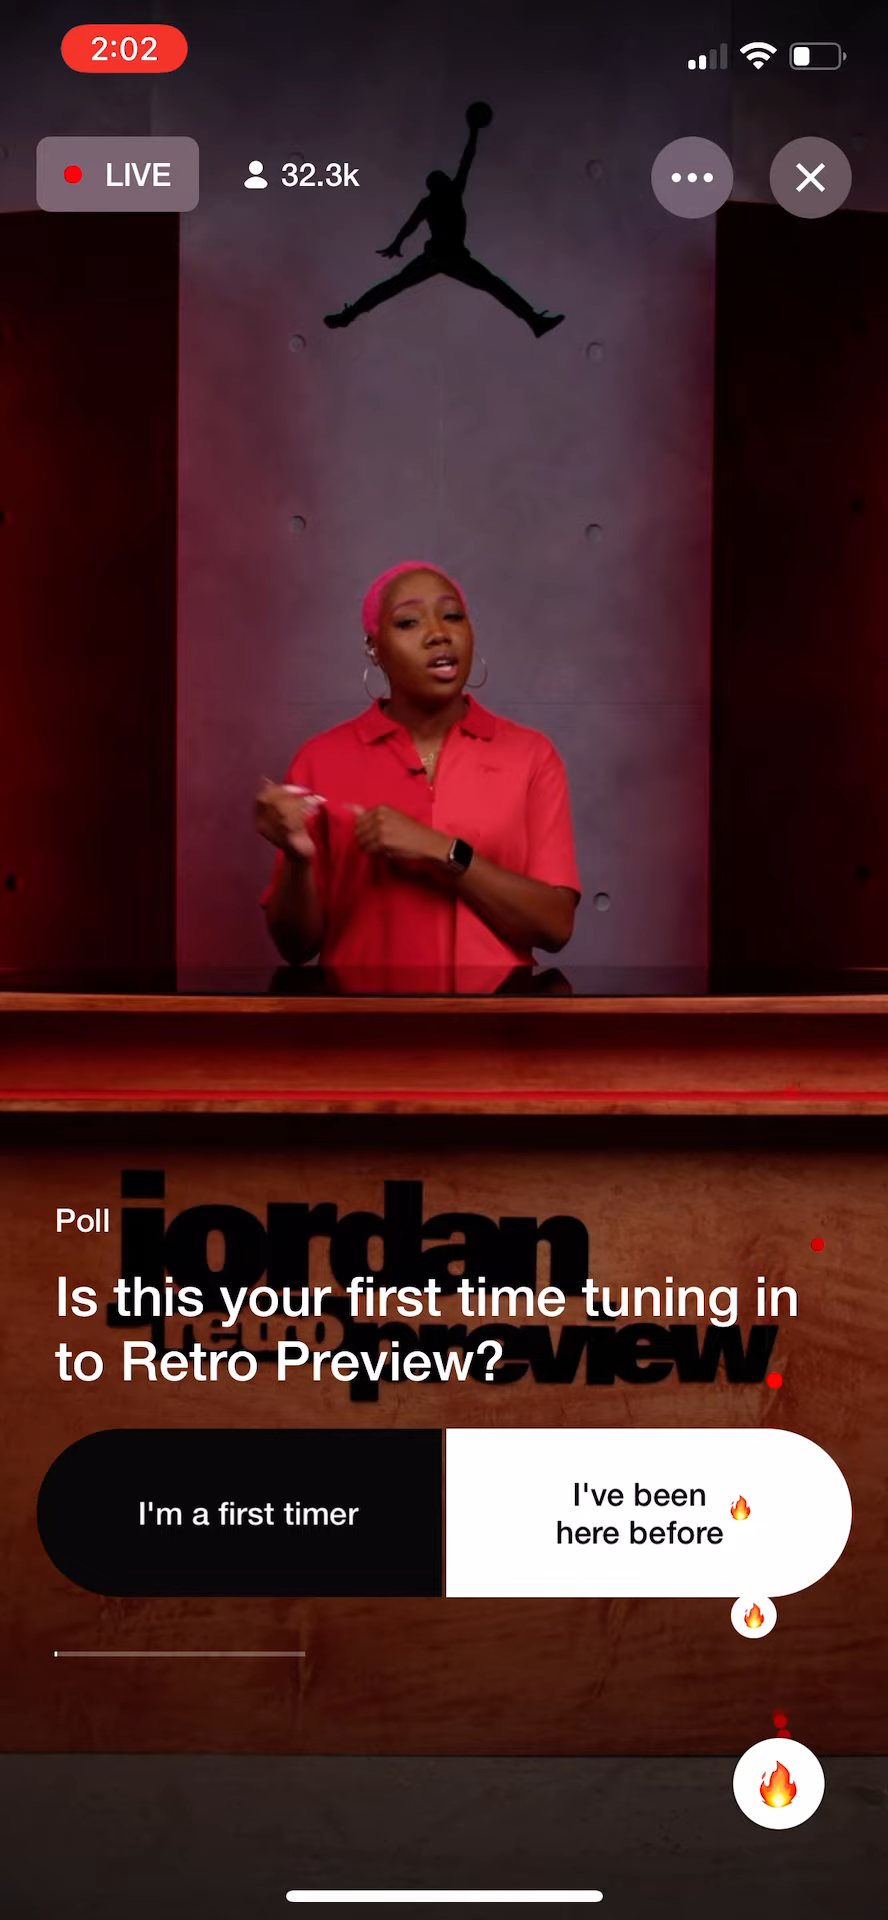 2:02
LIVE
32.3k
Poll
jordan
Is this your first time tuning in
retro preview
to Retro Preview?
I'm a first timer
I've been
here before